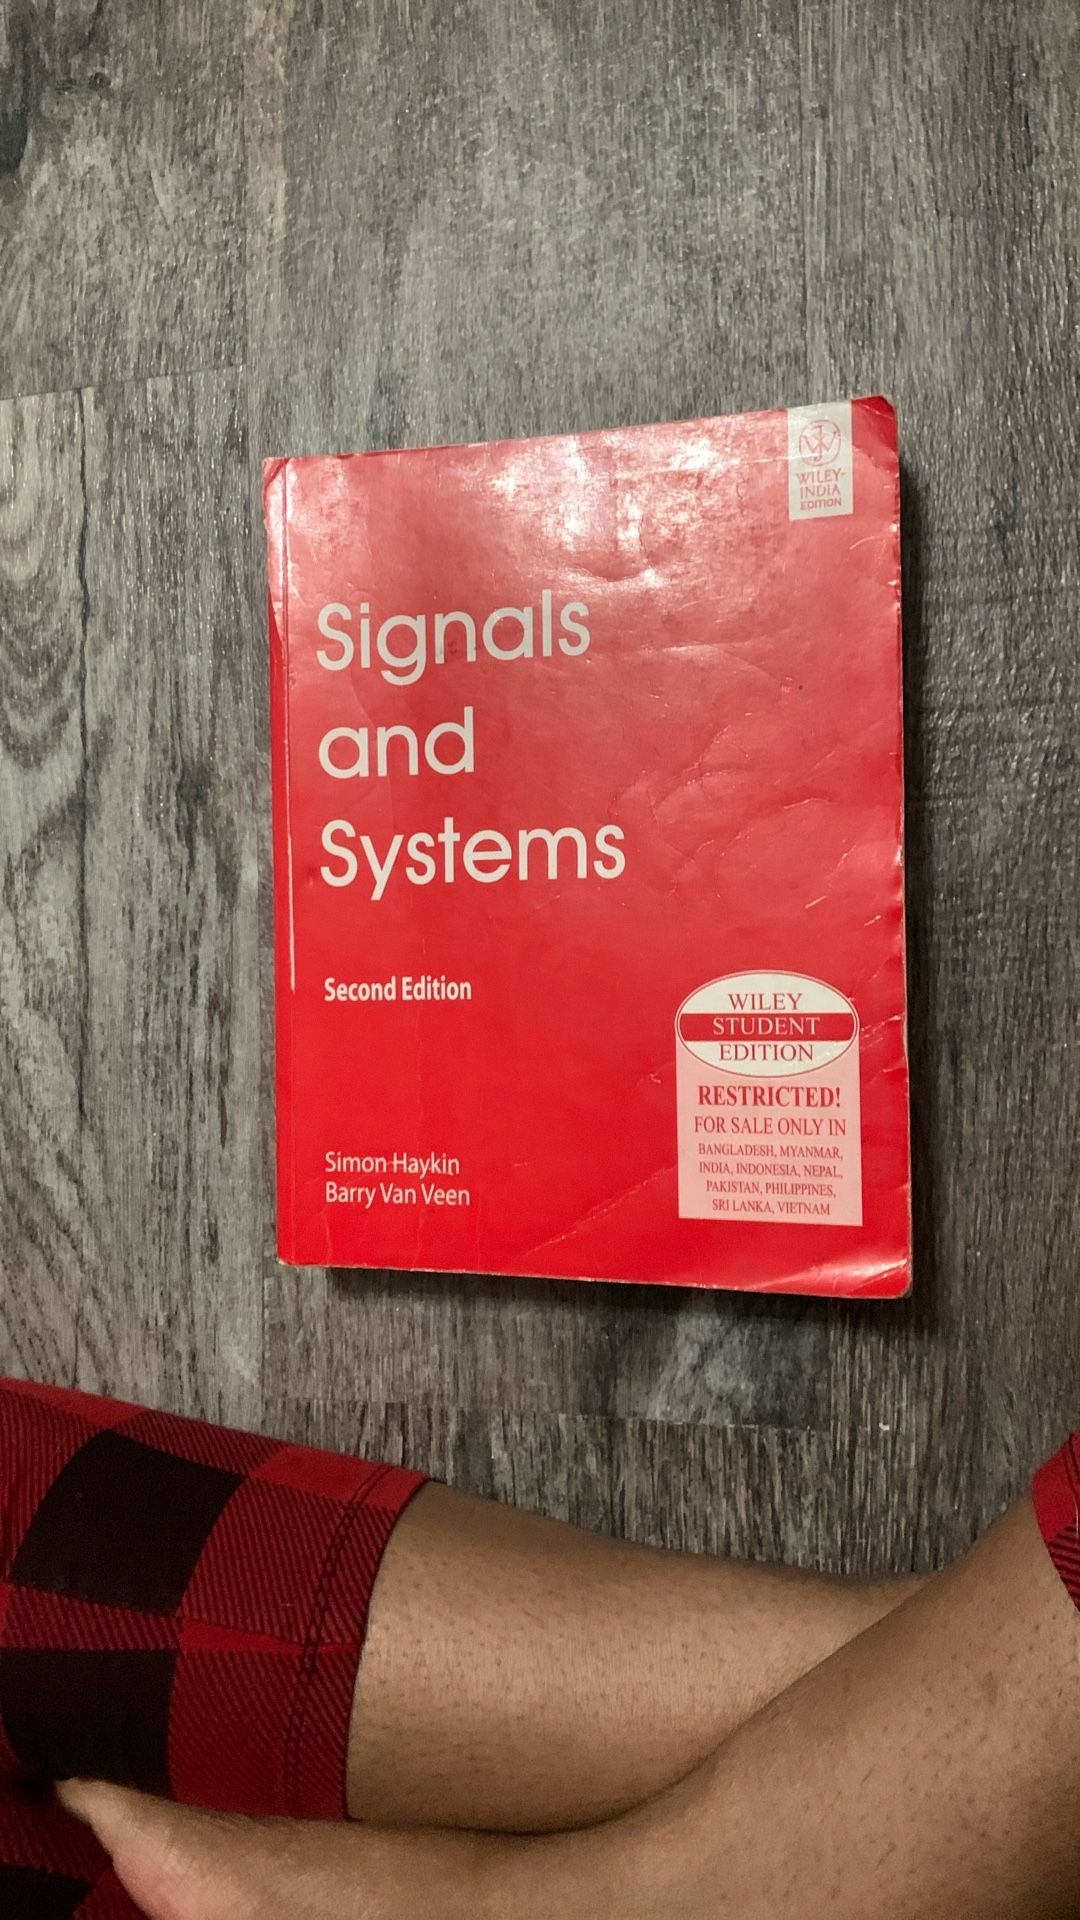 WILEY-
INDIA
EDITION
Signals
and
Systems
Second Edition
Simon Haykin
Barry Van Veen
WILEY
STUDENT
EDITION
RESTRICTED!
FOR SALE ONLY IN
BANGLADESH, MYANMAR,
INDIA, INDONESIA, NEPAL,
PAKISTAN, PHILIPPINES,
SRI LANKA, VIETNAM